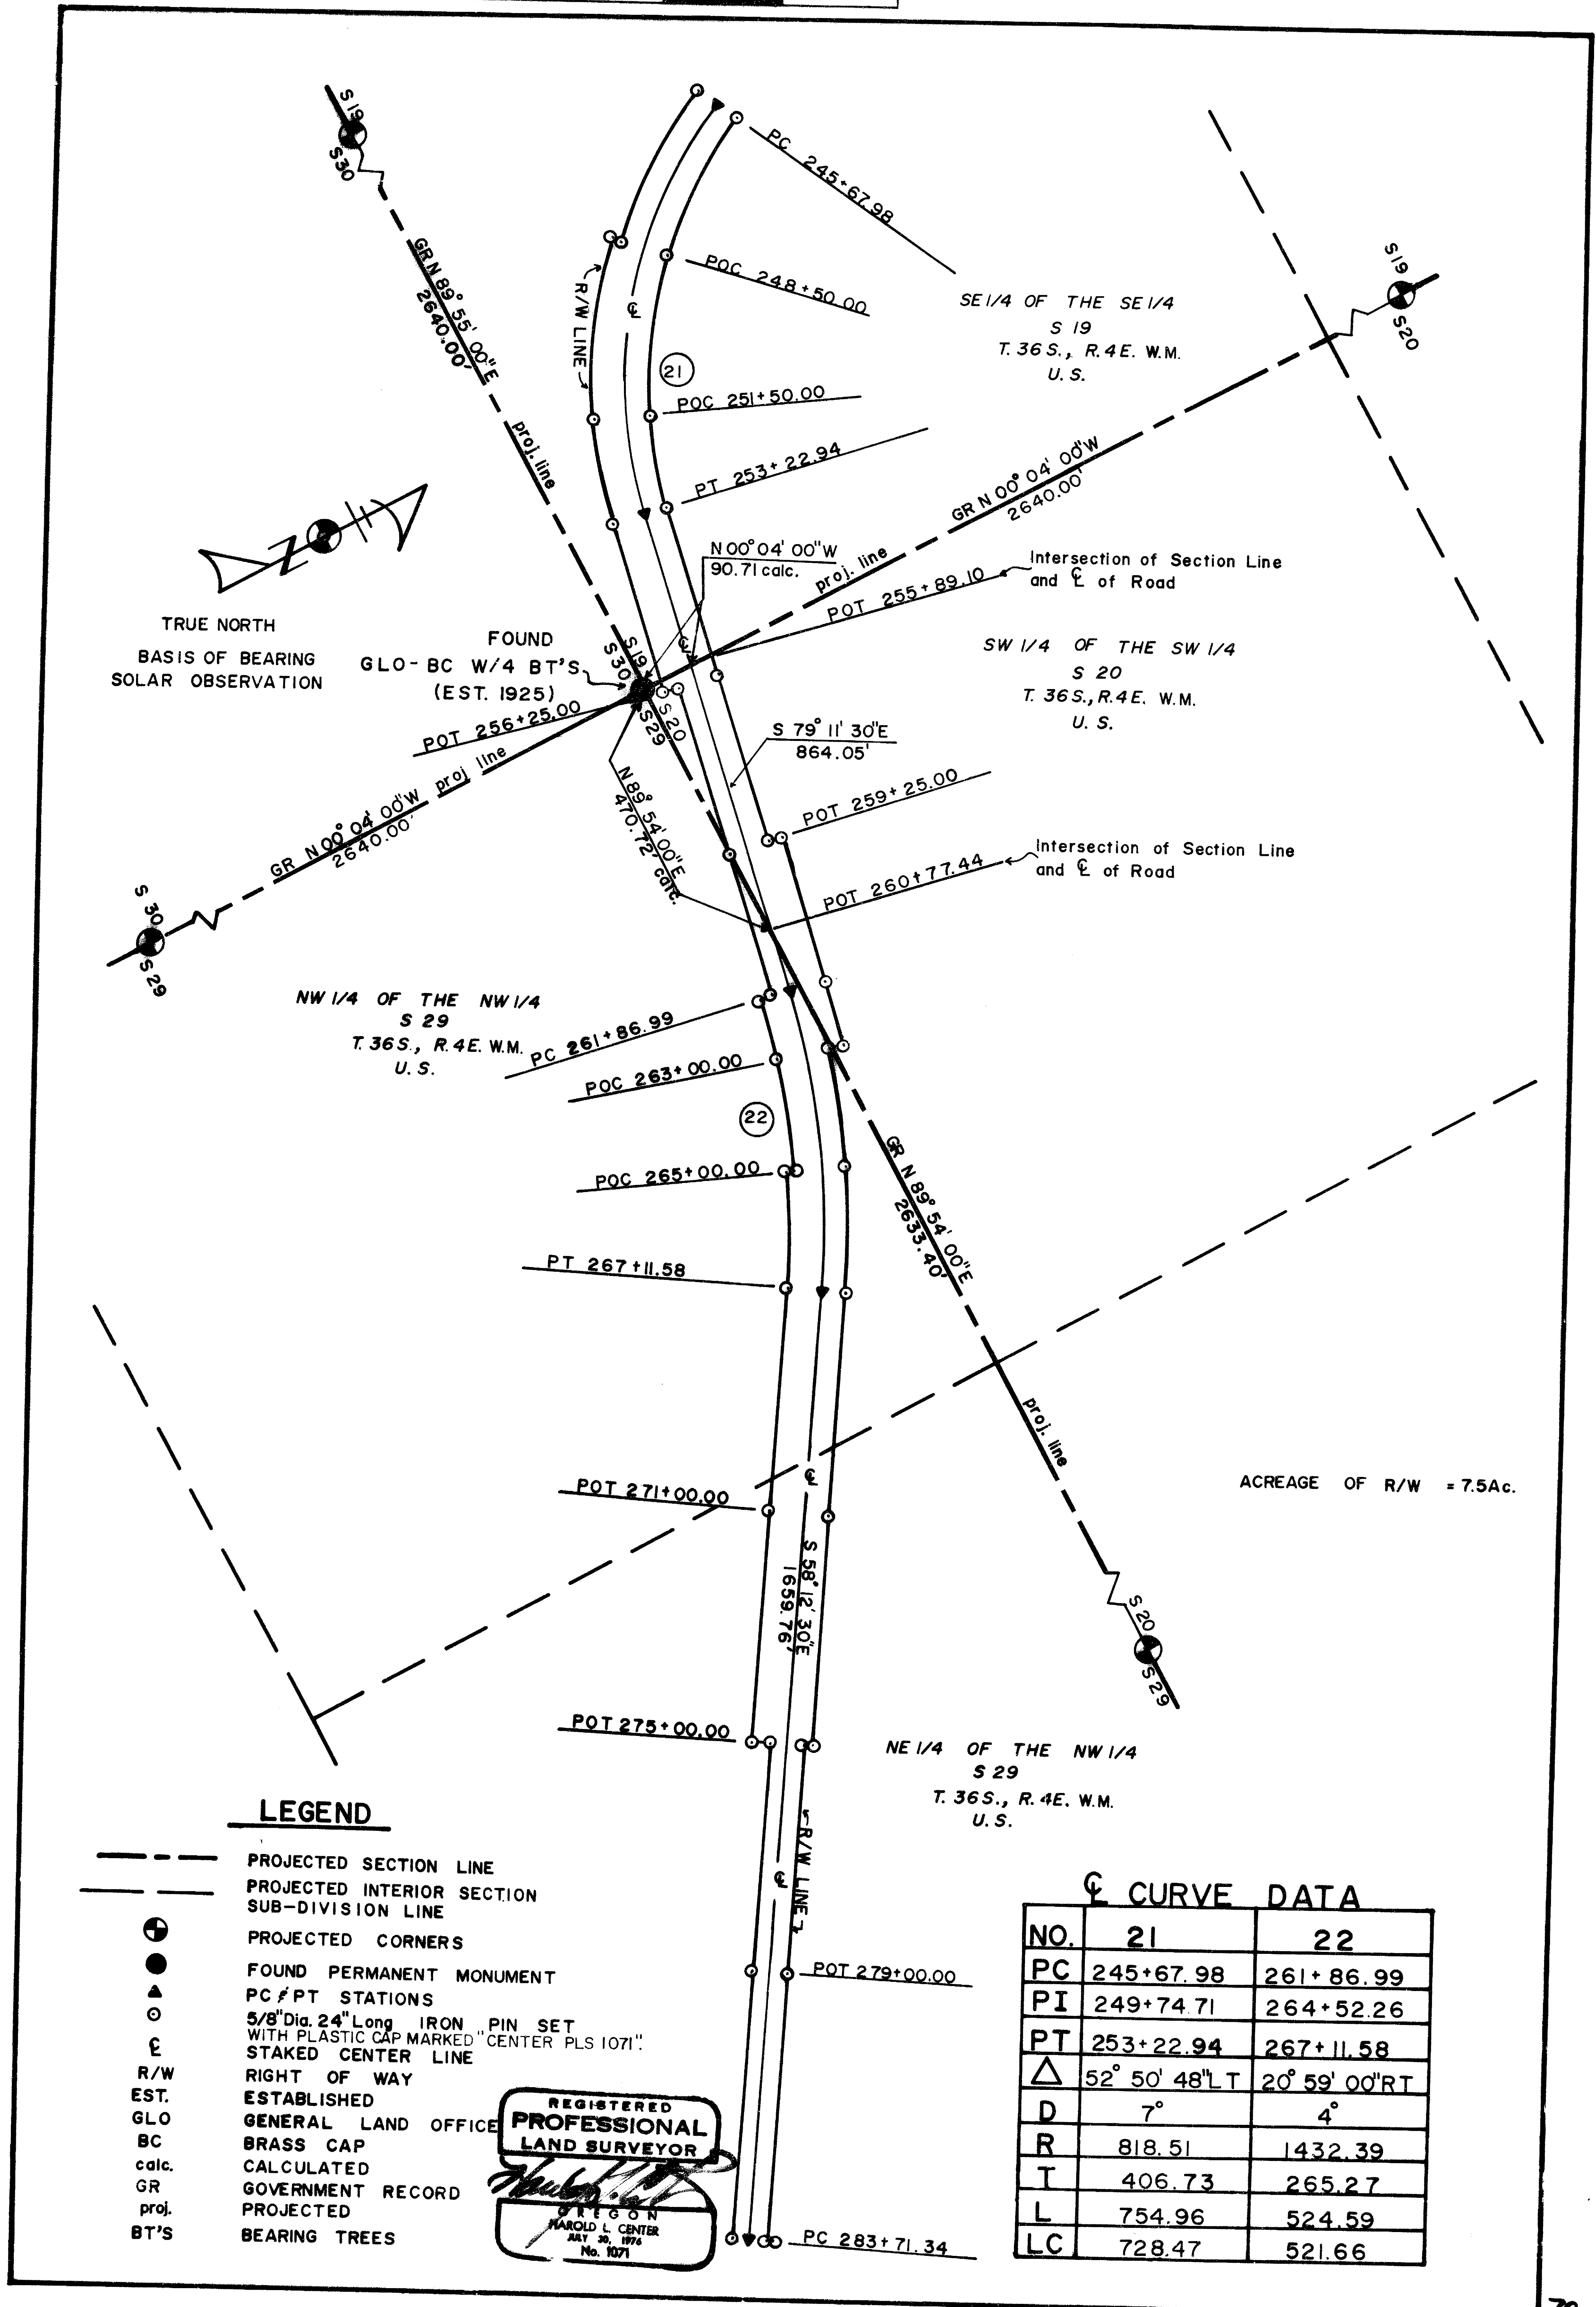 S 19
S 30
GR N 89° 55' 00"E
2640.00'
proj. line
PC 245+67.98
POC 248+50.00
R/W LINE
℄
21
POC 251+50.00
PT 253+22.94
SE 1/4 OF THE SE 1/4
S 19
T. 36 S., R. 4 E. W.M.
U. S.
S 19
S 20
GR N 00° 04' 00"W
2640.00'
proj. line
N 00° 04' 00"W
90.71 calc.
POT 255+89.10
Intersection of Section Line
and ℄ of Road
N
TRUE NORTH
BASIS OF BEARING
SOLAR OBSERVATION
FOUND
GLO-BC W/4 BT'S
(EST. 1925)
S 19
S 30
S 20
S 29
℄
SW 1/4 OF THE SW 1/4
S 20
T. 36 S., R. 4 E. W.M.
U. S.
POT 256+25.00
S 79° 11' 30"E
864.05'
POT 259+25.00
GR N 00° 04' 00"W proj line
2640.00'
N 89° 54' 00"E
470.72' calc.
POT 260+77.44
Intersection of Section Line
and ℄ of Road
S 30
S 29
NW 1/4 OF THE NW 1/4
S 29
T. 36 S., R. 4 E. W.M.
U. S.
PC 261+86.99
POC 263+00.00
22
POC 265+00.00
GR N 89° 54' 00"E
2633.40'
PT 267+11.58
proj. line
POT 271+00.00
℄
S 58° 12' 30"E
1659.76'
ACREAGE OF R/W = 7.5Ac.
S 20
S 29
POT 275+00.00
NE 1/4 OF THE NW 1/4
S 29
T. 36 S., R. 4 E. W.M.
U. S.
R/W LINE
℄
POT 279+00.00
PC 283+71.34
LEGEND
PROJECTED SECTION LINE
PROJECTED INTERIOR SECTION
SUB-DIVISION LINE
PROJECTED CORNERS
FOUND PERMANENT MONUMENT
PC & PT STATIONS
5/8" Dia. 24" Long IRON PIN SET
WITH PLASTIC CAP MARKED "CENTER PLS 1071".
℄ STAKED CENTER LINE
R/W RIGHT OF WAY
EST. ESTABLISHED
GLO GENERAL LAND OFFICE
BC BRASS CAP
calc. CALCULATED
GR GOVERNMENT RECORD
proj. PROJECTED
BT'S BEARING TREES
REGISTERED
PROFESSIONAL
LAND SURVEYOR
OREGON
HAROLD L. CENTER
JULY 30, 1976
No. 1071
℄ CURVE DATA
NO. 21 22
PC 245+67.98 261+86.99
PI 249+74.71 264+52.26
PT 253+22.94 267+11.58
△ 52° 50' 48"LT 20° 59' 00"RT
D 7° 4°
R 818.51 1432.39
T 406.73 265.27
L 754.96 524.59
LC 728.47 521.66